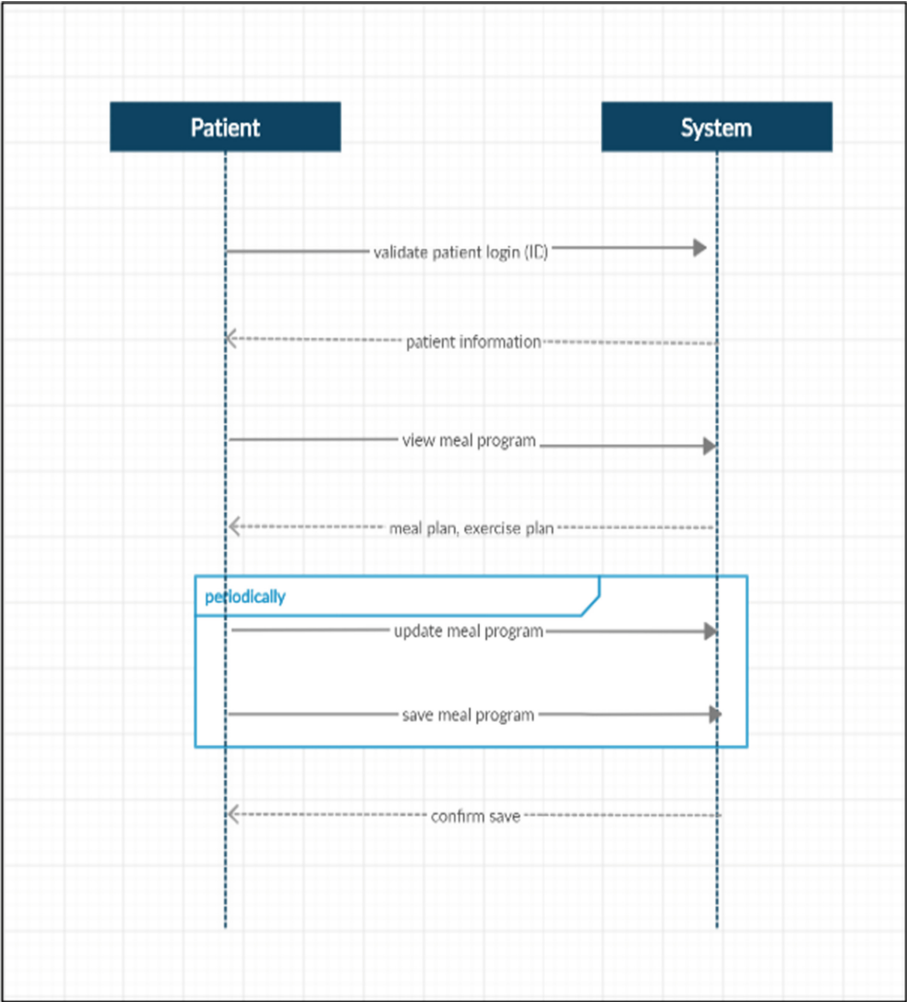 Patient
System
validate patient login (ID)
patient information
view meal program
meal plan, exercise plan
periodically
update meal program
save meal program
confirm save